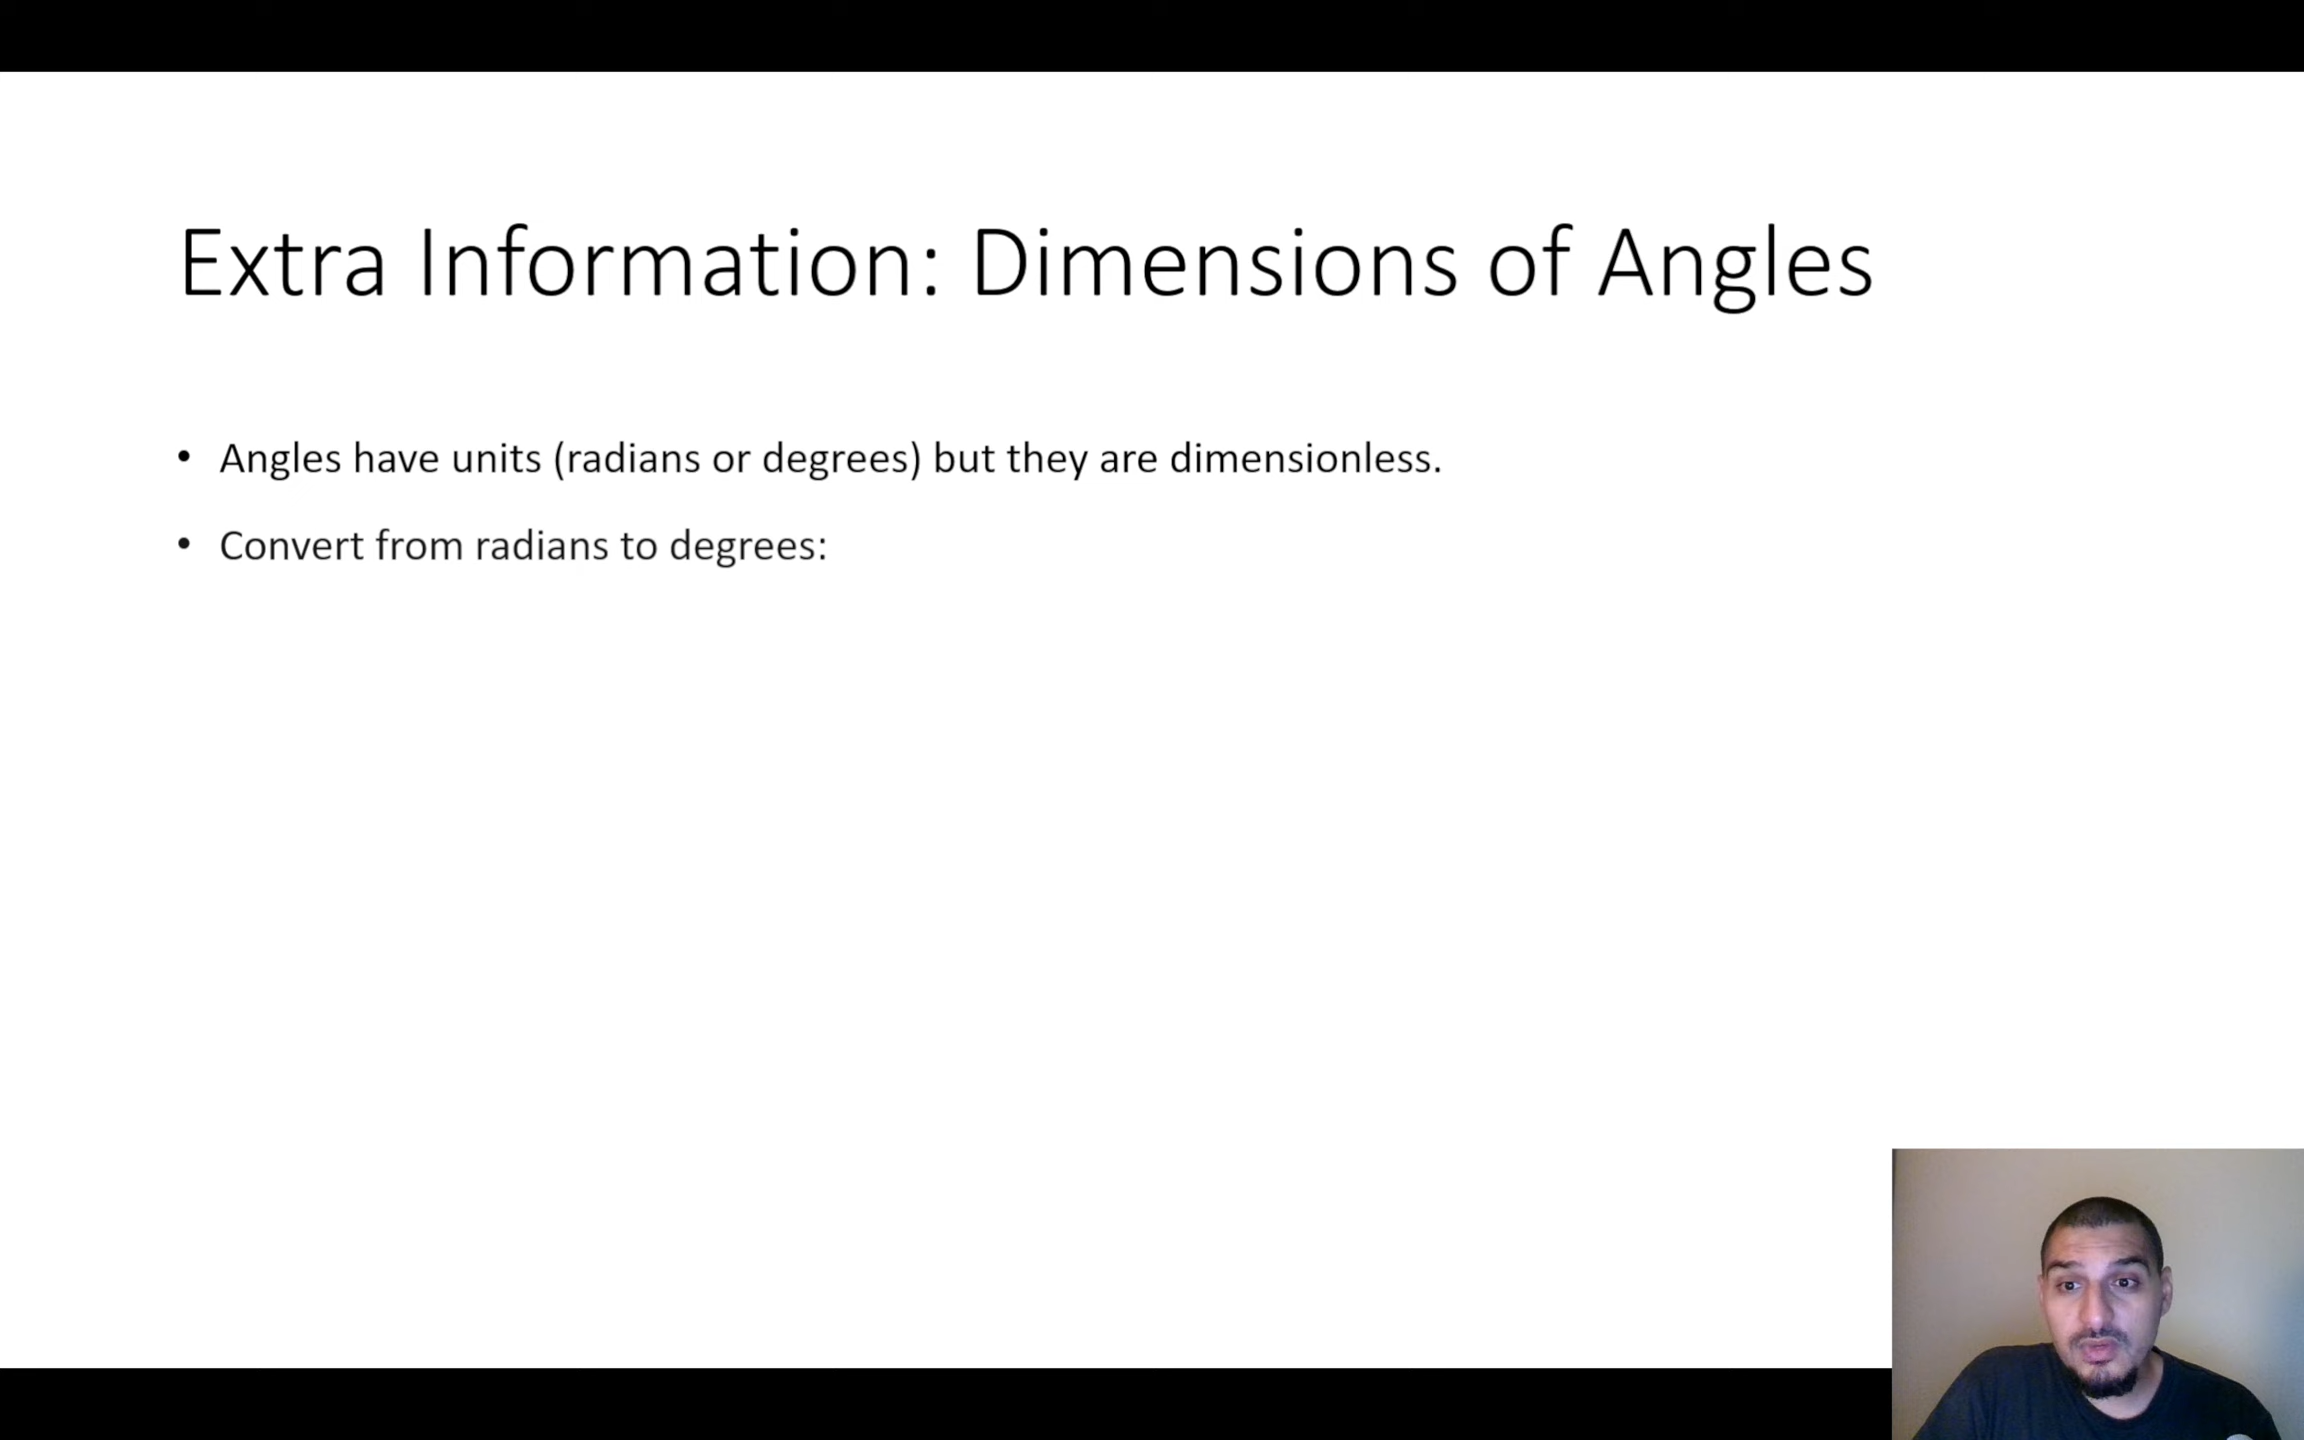 Extra Information: Dimensions of Angles
• Angles have units (radians or degrees) but they are dimensionless.
• Convert from radians to degrees: